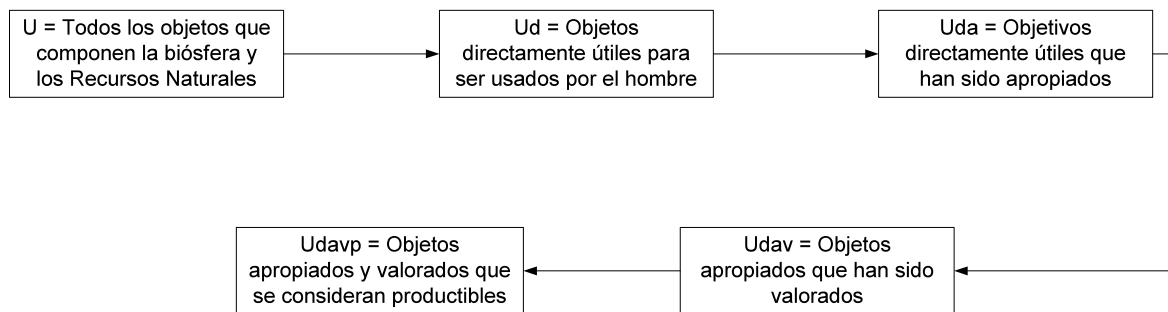 U = Todos los objetos que
componen la biósfera y
los Recursos Naturales
Ud = Objetos
directamente útiles para
ser usados por el hombre
Uda = Objetivos
directamente útiles que
han sido apropiados
Udavp = Objetos
apropiados y valorados que
se consideran productibles
Udav = Objetos
apropiados que han sido
valorados